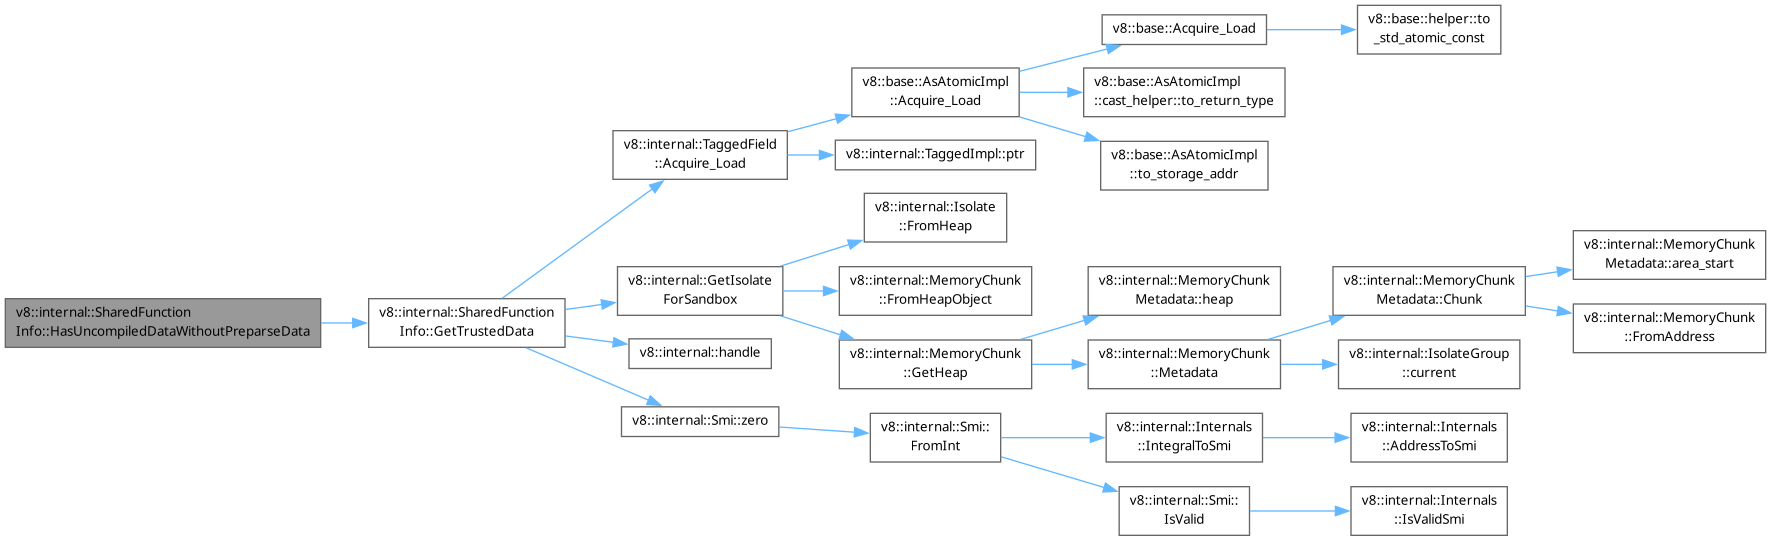 v8::internal::SharedFunction
Info::HasUncompiledDataWithoutPreparseData
v8::internal::SharedFunction
Info::GetTrustedData
v8::internal::TaggedField
::Acquire_Load
v8::base::AsAtomicImpl
::Acquire_Load
v8::base::Acquire_Load
v8::base::helper::to
_std_atomic_const
v8::base::AsAtomicImpl
::cast_helper::to_return_type
v8::base::AsAtomicImpl
::to_storage_addr
v8::internal::TaggedImpl::ptr
v8::internal::GetIsolate
ForSandbox
v8::internal::Isolate
::FromHeap
v8::internal::MemoryChunk
::FromHeapObject
v8::internal::MemoryChunk
::GetHeap
v8::internal::MemoryChunk
Metadata::heap
v8::internal::MemoryChunk
::Metadata
v8::internal::MemoryChunk
Metadata::Chunk
v8::internal::MemoryChunk
Metadata::area_start
v8::internal::MemoryChunk
::FromAddress
v8::internal::IsolateGroup
::current
v8::internal::handle
v8::internal::Smi::zero
v8::internal::Smi::
FromInt
v8::internal::Internals
::IntegralToSmi
v8::internal::Internals
::AddressToSmi
v8::internal::Smi::
IsValid
v8::internal::Internals
::IsValidSmi